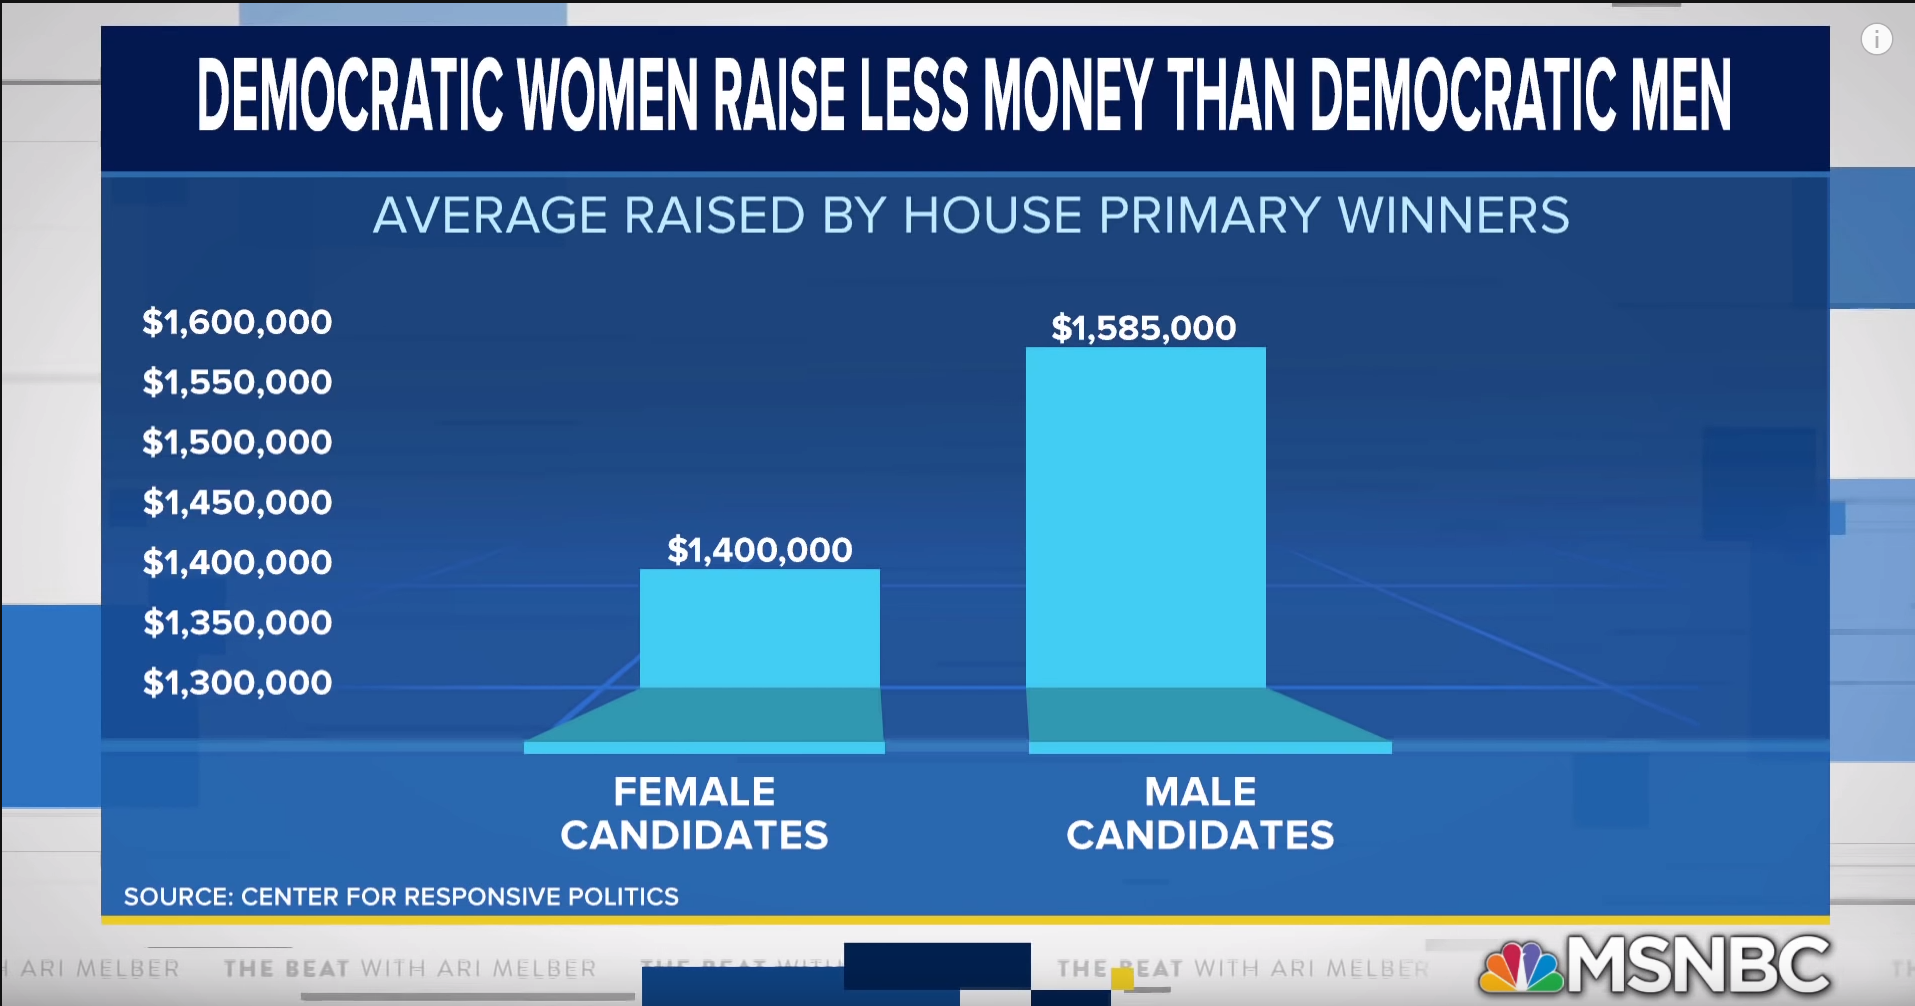 DEMOCRATIC WOMEN RAISE LESS MONEY THAN DEMOCRATIC MEN
AVERAGE RAISED BY HOUSE PRIMARY WINNERS
$1,600,000
$1,585,000
$1,550,000
$1,500,000
$1,450,000
$1,400,000
$1,400,000
$1,350,000
$1,300,000
FEMALE
CANDIDATES
MALE
CANDIDATES
SOURCE: CENTER FOR RESPONSIVE POLITICS
ARI MELBER THE BEAT WITH ARI MELBER THE BEAT WITH ARI MELBER
MSNBC